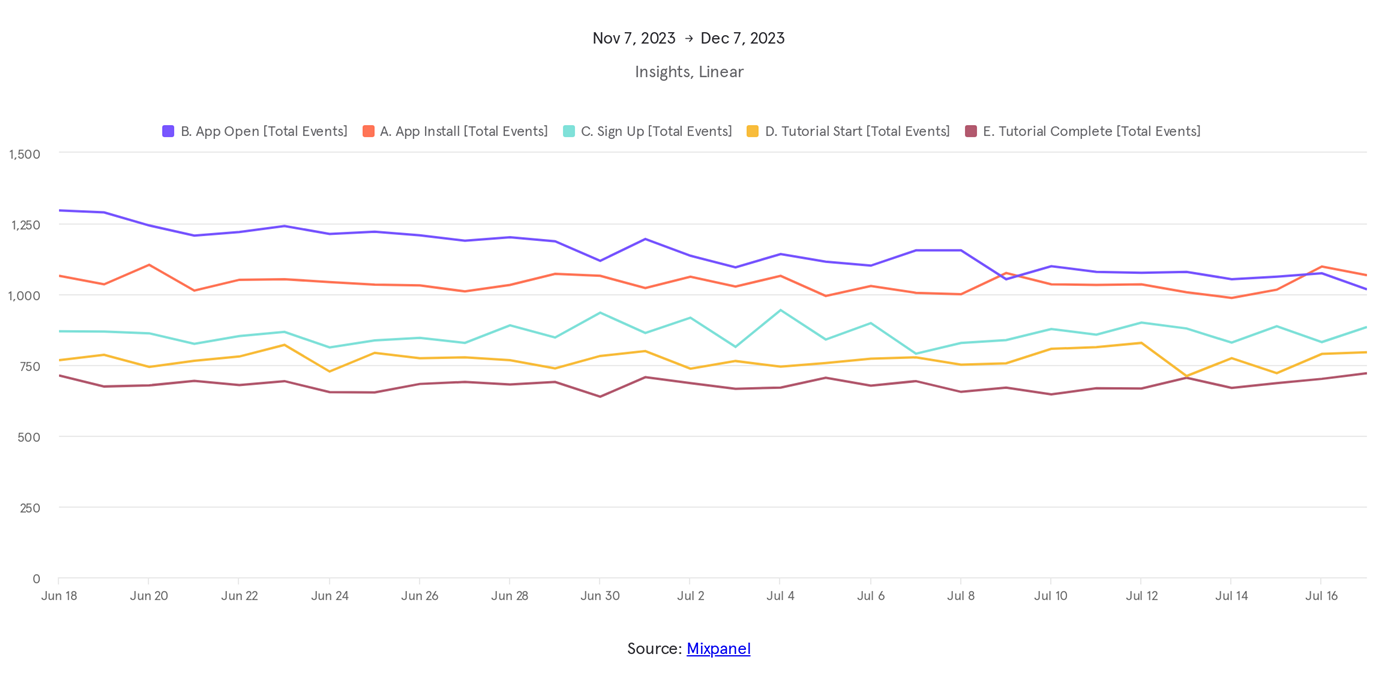 Nov 7, 2023 → Dec 7, 2023
Insights, Linear
B. App Open [Total Events] A. App Install [Total Events] C. Sign Up [Total Events] D. Tutorial Start [Total Events] E. Tutorial Complete [Total Events]
1,500
1,250
1,000
750
500
250
0
Jun 18 Jun 20 Jun 22 Jun 24 Jun 26 Jun 28 Jun 30 Jul 2 Jul 4 Jul 6 Jul 8 Jul 10 Jul 12 Jul 14 Jul 16
Source: Mixpanel